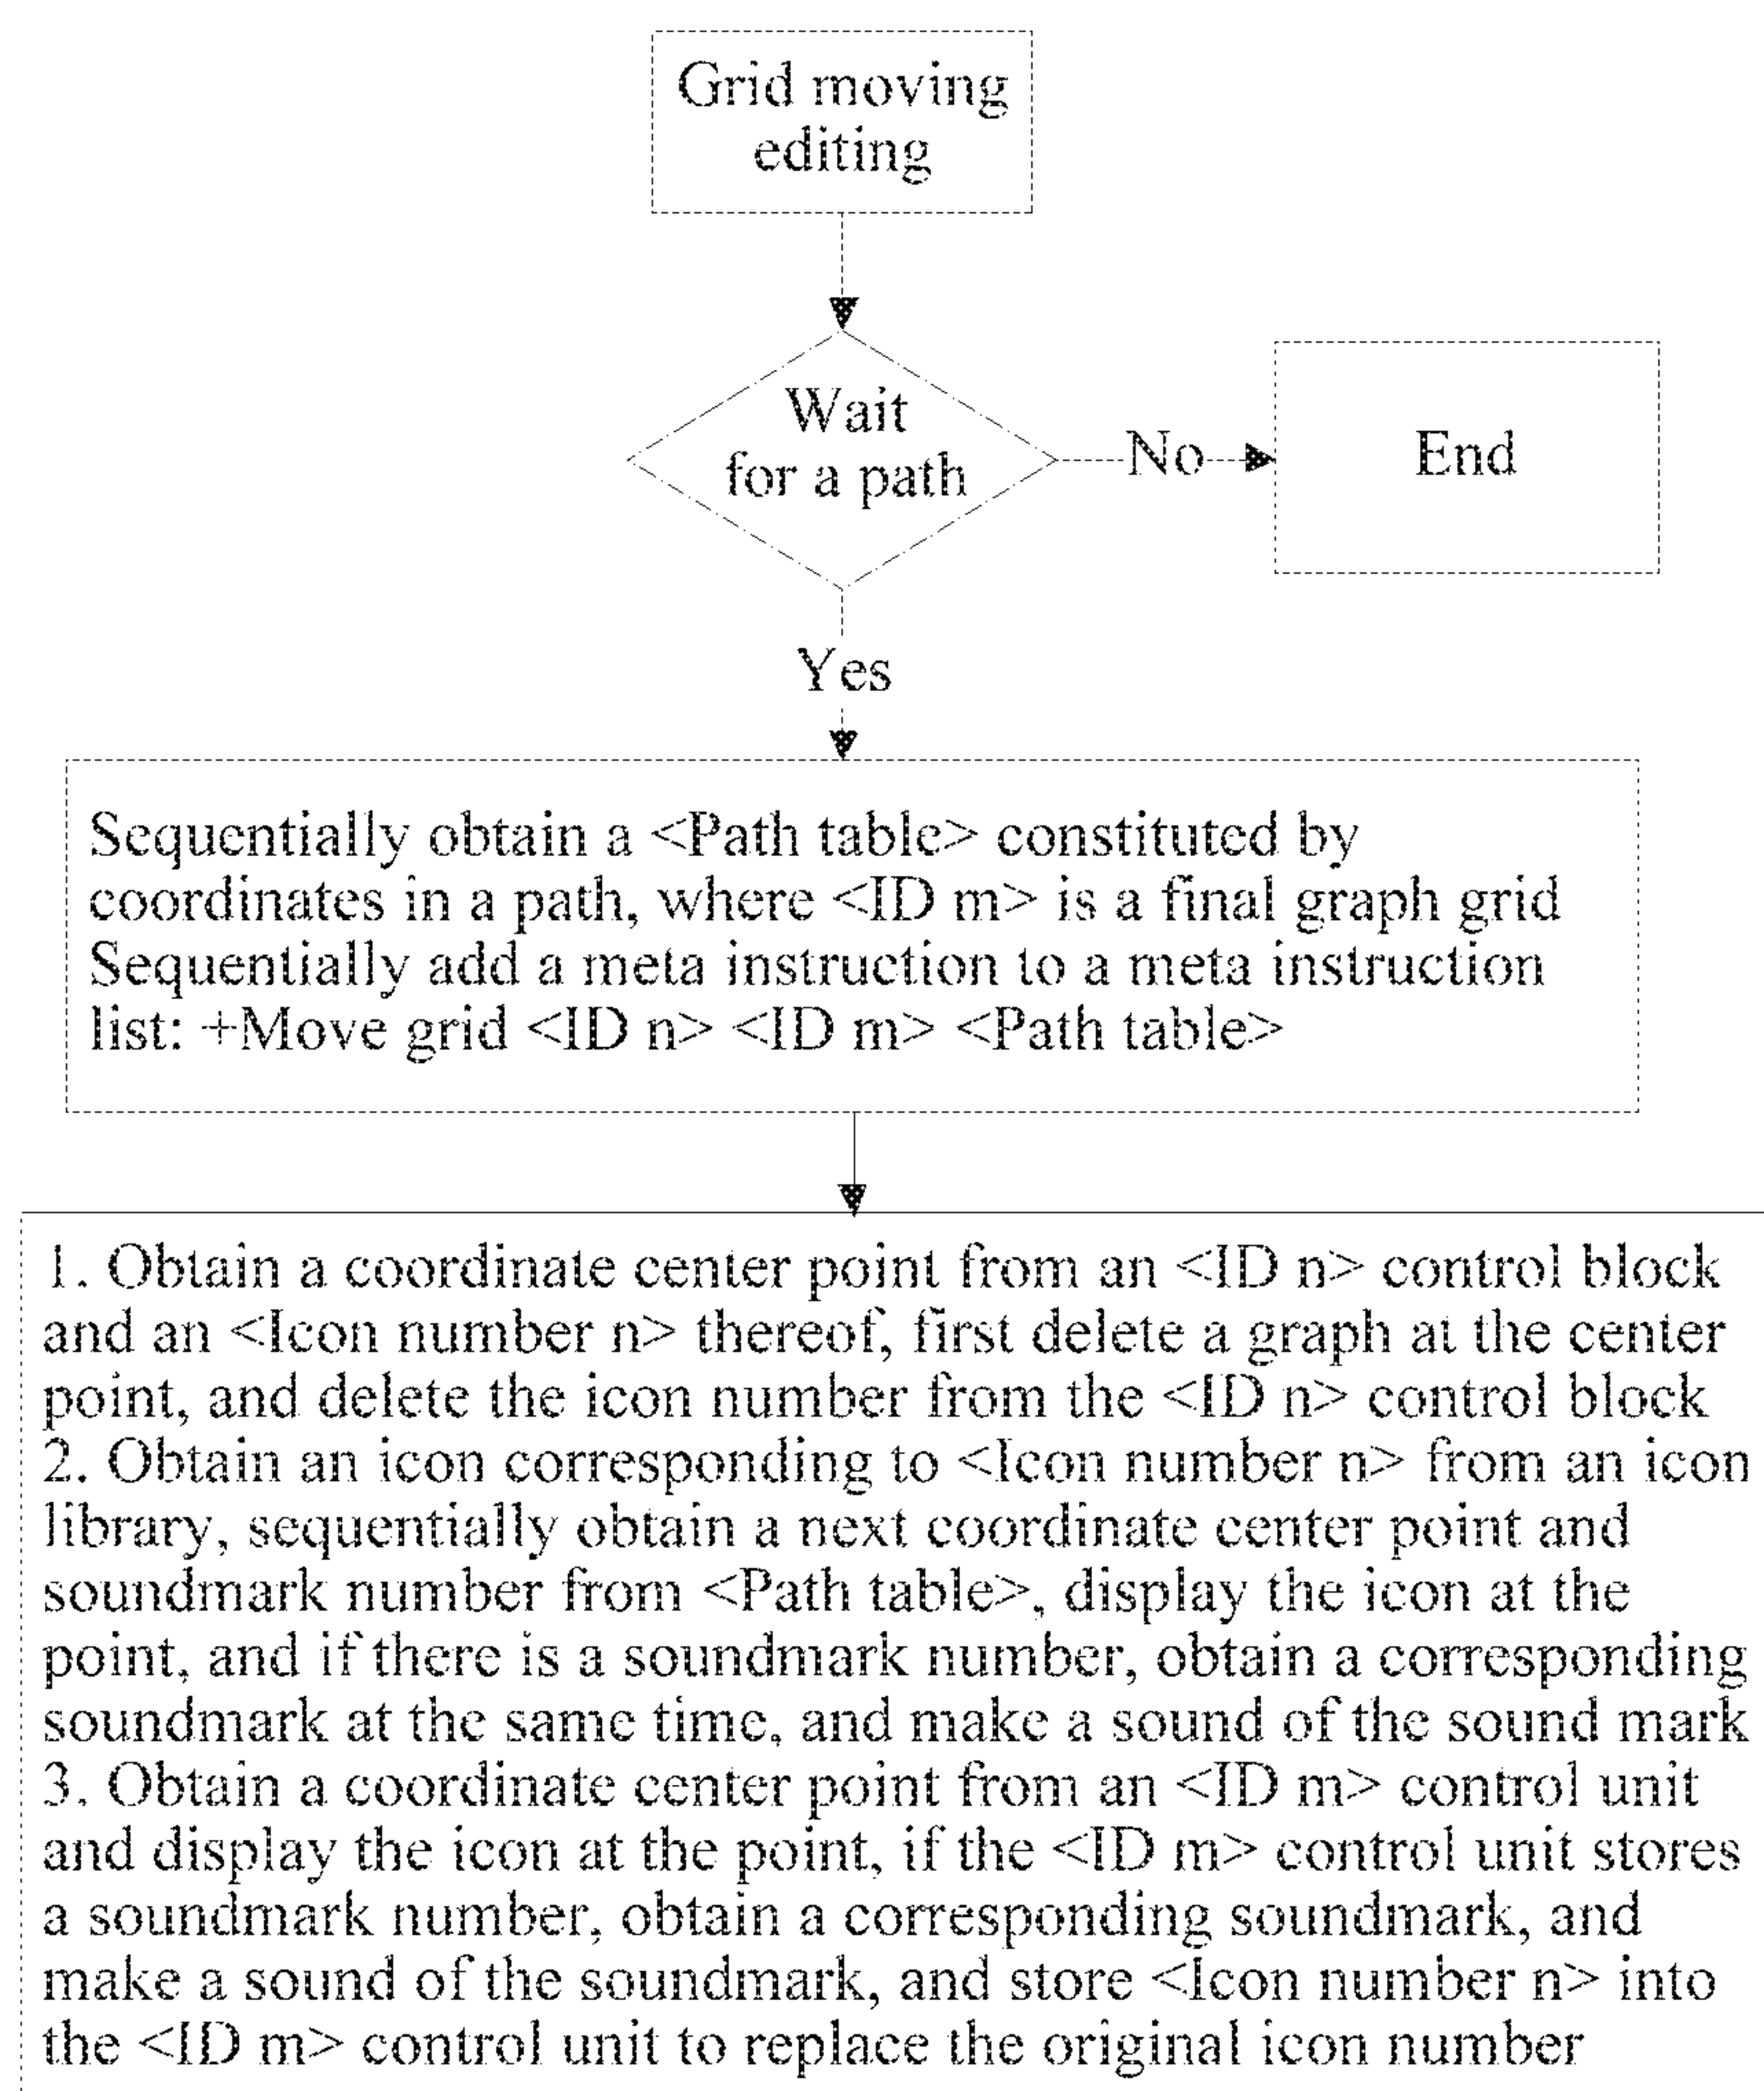 Grid moving
editing
Wait
for a path
No
End
Yes
Sequentially obtain a <Path table> constituted by
coordinates in a path, where <ID m> is a final graph grid
Sequentially add a meta instruction to a meta instruction
list: +Move grid <ID n> <ID m> <Path table>
1. Obtain a coordinate center point from an <ID n> control block
and an <Icon number n> thereof, first delete a graph at the center
point, and delete the icon number from the <ID n> control block
2. Obtain an icon corresponding to <Icon number n> from an icon
library, sequentially obtain a next coordinate center point and
soundmark number from <Path table>, display the icon at the
point, and if there is a soundmark number, obtain a corresponding
soundmark at the same time, and make a sound of the sound mark
3. Obtain a coordinate center point from an <ID m> control unit
and display the icon at the point, if the <ID m> control unit stores
a soundmark number, obtain a corresponding soundmark, and
make a sound of the soundmark, and store <Icon number n> into
the <ID m> control unit to replace the original icon number